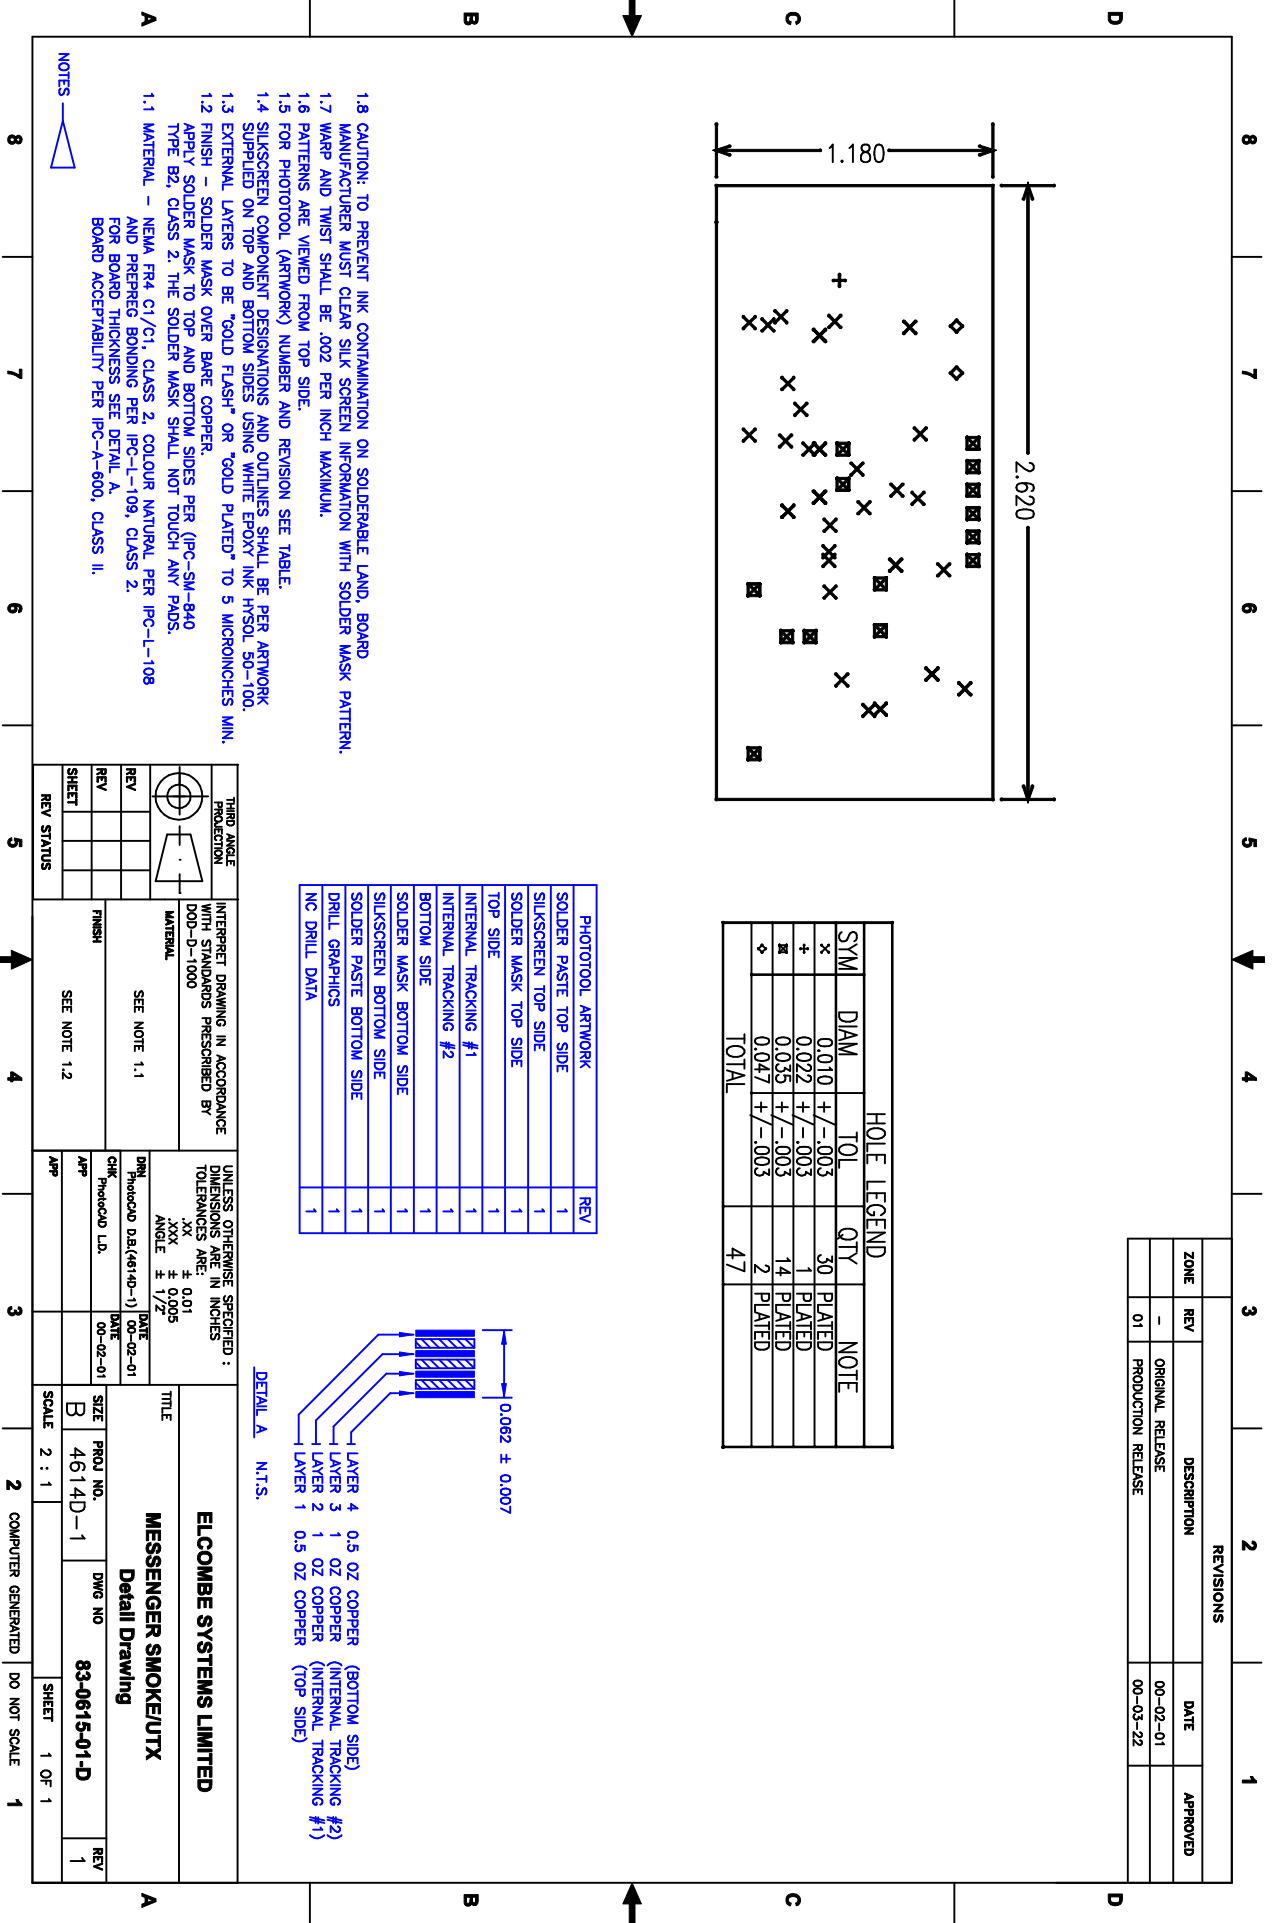 8
7
6
5
4
3
2
1
D
C
B
A
REVISIONS
ZONE REV DESCRIPTION DATE APPROVED
- ORIGINAL RELEASE 00-02-01
01 PRODUCTION RELEASE 00-03-22
2.620
1.180
HOLE LEGEND
SYM DIAM TOL QTY NOTE
× 0.010 +/-.003 30 PLATED
+ 0.022 +/-.003 1 PLATED
⊠ 0.035 +/-.003 14 PLATED
◇ 0.047 +/-.003 2 PLATED
TOTAL 47
PHOTOTOOL ARTWORK REV
SOLDER PASTE TOP SIDE 1
SILKSCREEN TOP SIDE 1
SOLDER MASK TOP SIDE 1
TOP SIDE 1
INTERNAL TRACKING #1 1
INTERNAL TRACKING #2 1
BOTTOM SIDE 1
SOLDER MASK BOTTOM SIDE 1
SILKSCREEN BOTTOM SIDE 1
SOLDER PASTE BOTTOM SIDE 1
DRILL GRAPHICS 1
NC DRILL DATA 1
0.062 ± 0.007
LAYER 4 0.5 OZ COPPER (BOTTOM SIDE)
LAYER 3 1 OZ COPPER (INTERNAL TRACKING #2)
LAYER 2 1 OZ COPPER (INTERNAL TRACKING #1)
LAYER 1 0.5 OZ COPPER (TOP SIDE)
DETAIL A N.T.S.
1.8 CAUTION: TO PREVENT INK CONTAMINATION ON SOLDERABLE LAND, BOARD
MANUFACTURER MUST CLEAR SILK SCREEN INFORMATION WITH SOLDER MASK PATTERN.
1.7 WARP AND TWIST SHALL BE .002 PER INCH MAXIMUM.
1.6 PATTERNS ARE VIEWED FROM TOP SIDE.
1.5 FOR PHOTOTOOL (ARTWORK) NUMBER AND REVISION SEE TABLE.
1.4 SILKSCREEN COMPONENT DESIGNATIONS AND OUTLINES SHALL BE PER ARTWORK
SUPPLIED ON TOP AND BOTTOM SIDES USING WHITE EPOXY INK HYSOL 50-100.
1.3 EXTERNAL LAYERS TO BE "GOLD FLASH" OR "GOLD PLATED" TO 5 MICROINCHES MIN.
1.2 FINISH - SOLDER MASK OVER BARE COPPER.
APPLY SOLDER MASK TO TOP AND BOTTOM SIDES PER (IPC-SM-840
TYPE B2, CLASS 2. THE SOLDER MASK SHALL NOT TOUCH ANY PADS.
1.1 MATERIAL - NEMA FR4 C1/C1, CLASS 2, COLOUR NATURAL PER IPC-L-108
AND PREPREG BONDING PER IPC-L-109, CLASS 2.
FOR BOARD THICKNESS SEE DETAIL A.
BOARD ACCEPTABILITY PER IPC-A-600, CLASS II.
NOTES
THIRD ANGLE
PROJECTION
REV
REV
SHEET
REV STATUS
INTERPRET DRAWING IN ACCORDANCE
WITH STANDARDS PRESCRIBED BY
DOD-D-1000
MATERIAL
SEE NOTE 1.1
FINISH
SEE NOTE 1.2
UNLESS OTHERWISE SPECIFIED :
DIMENSIONS ARE IN INCHES
TOLERANCES ARE:
.XX ± 0.01
.XXX ± 0.005
ANGLE ± 1/2°
DRN PhotoCAD D.B.(4614D-1) DATE 00-02-01
CHK PhotoCAD L.D. DATE 00-02-01
APP
APP
ELCOMBE SYSTEMS LIMITED
TITLE
MESSENGER SMOKE/UTX
Detail Drawing
SIZE B PROJ NO. 4614D-1 DWG NO 83-0615-01-D REV 1
SCALE 2 : 1 SHEET 1 OF 1
8
7
6
5
4
3
2
COMPUTER GENERATED DO NOT SCALE
1
D
C
B
A